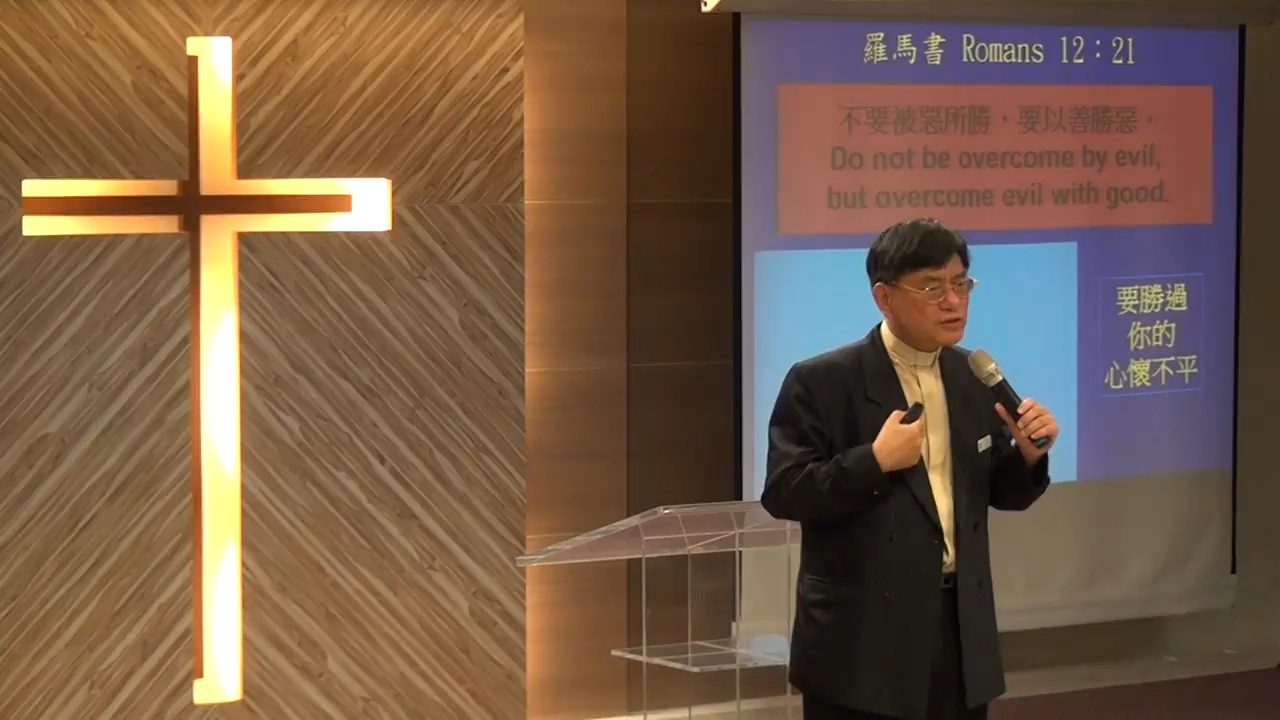 羅馬書 Romans 12：21
不要被惡所勝，要以善勝惡。
Do not be overcome by evil,
but overcome evil with good.
要勝過
你的
心懷不平